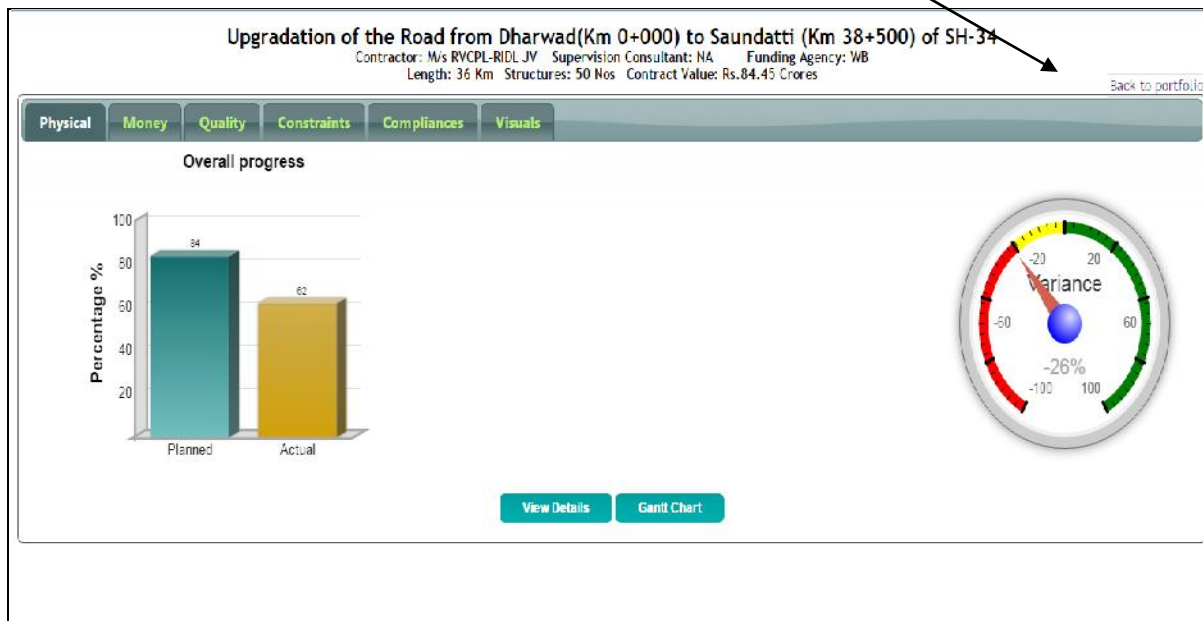 Upgradation of the Road from Dharwad(Km 0+000) to Saundatti (Km 38+500) of SH-34
Contractor: M/s RVCPL-RIDL JV Supervision Consultant: NA Funding Agency: WB
Length: 36 Km Structures: 50 Nos Contract Value: Rs.84.45 Crores
Back to portfolio
Physical Money Quality Constraints Compliances Visuals
Overall progress
Percentage %
100
80
60
40
20
84
62
Planned Actual
-20 20
Variance
-60 60
-26%
-100 100
View Details Gantt Chart